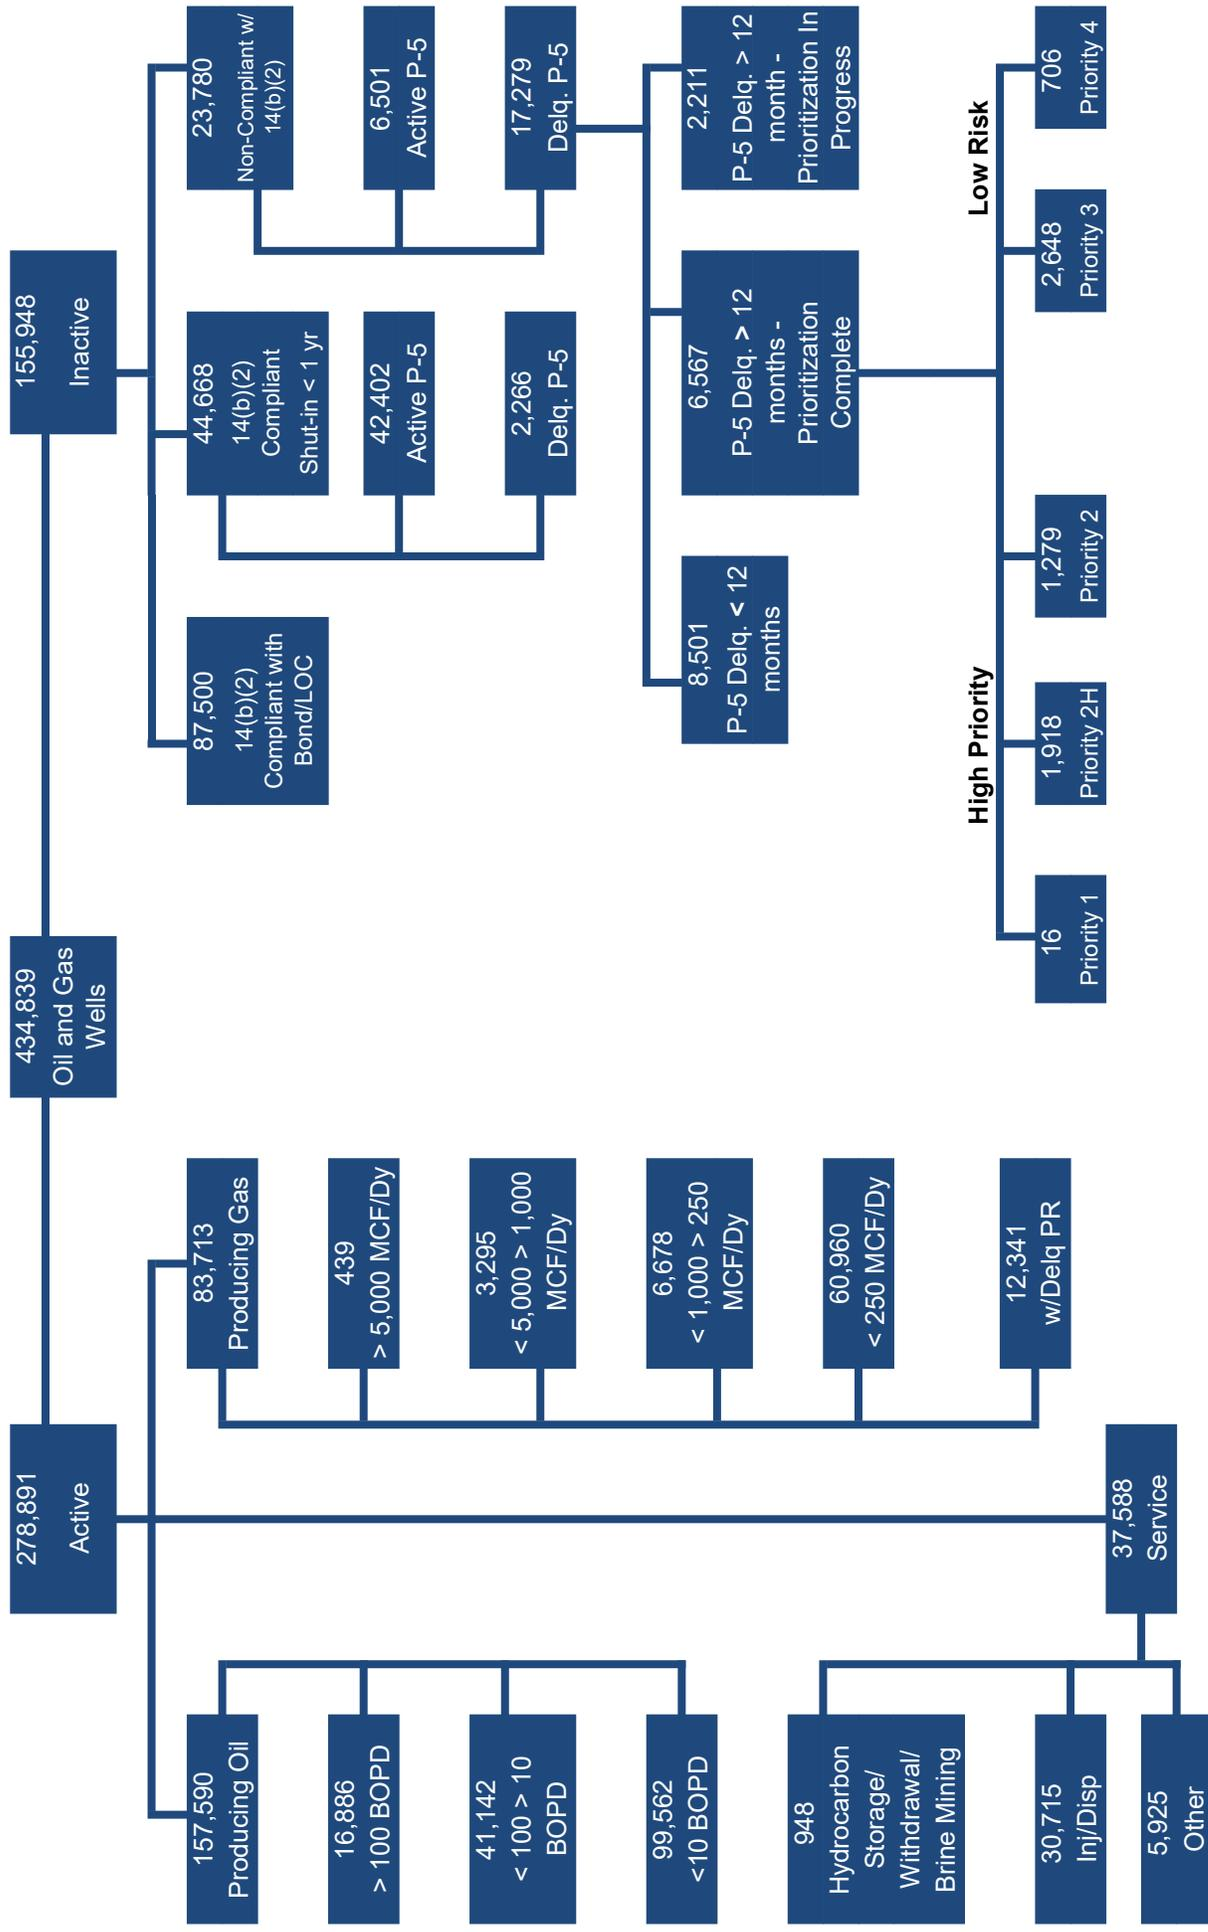 434,839
Oil and Gas
Wells
278,891
Active
155,948
Inactive
157,590
Producing Oil
16,886
> 100 BOPD
41,142
< 100 > 10
BOPD
99,562
<10 BOPD
83,713
Producing Gas
439
> 5,000 MCF/Dy
3,295
< 5,000 > 1,000
MCF/Dy
6,678
< 1,000 > 250
MCF/Dy
60,960
< 250 MCF/Dy
12,341
w/Delq PR
37,588
Service
948
Hydrocarbon
Storage/
Withdrawal/
Brine Mining
30,715
Inj/Disp
5,925
Other
87,500
14(b)(2)
Compliant with
Bond/LOC
44,668
14(b)(2)
Compliant
Shut-in < 1 yr
42,402
Active P-5
2,266
Delq. P-5
23,780
Non-Compliant w/
14(b)(2)
6,501
Active P-5
17,279
Delq. P-5
8,501
P-5 Delq. < 12
months
6,567
P-5 Delq. > 12
months -
Prioritization
Complete
2,211
P-5 Delq. > 12
month -
Prioritization In
Progress
High Priority
Low Risk
16
Priority 1
1,918
Priority 2H
1,279
Priority 2
2,648
Priority 3
706
Priority 4